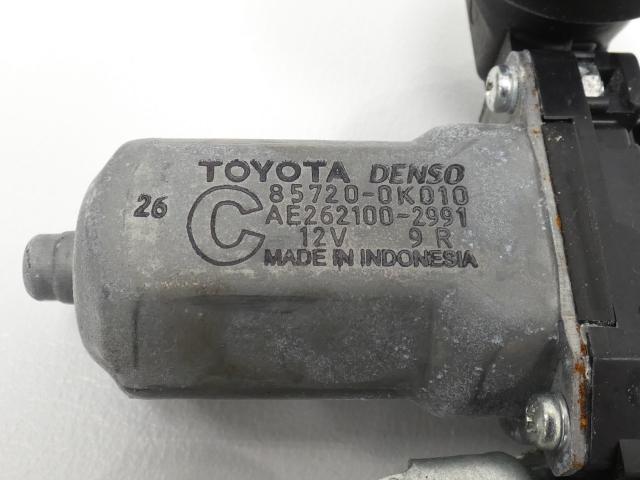 TOYOTA DENSO
26 C 85720-0K010
AE262100-2991
12V 9 R
MADE IN INDONESIA